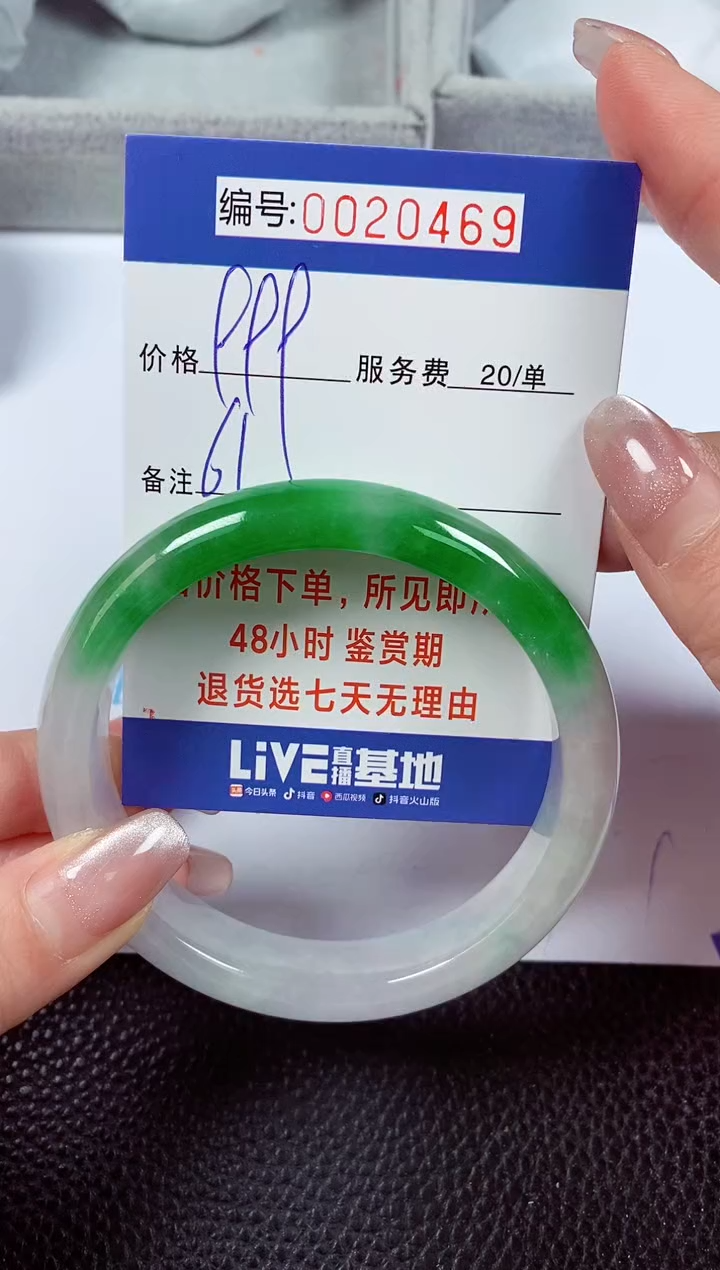 编号:0020469
价格 PPP 服务费 20/单
备注 61
价格下单,所见即
48小时 鉴赏期
退货选七天无理由
LiVE直播基地
今日头条 抖音 西瓜视频 抖音火山版